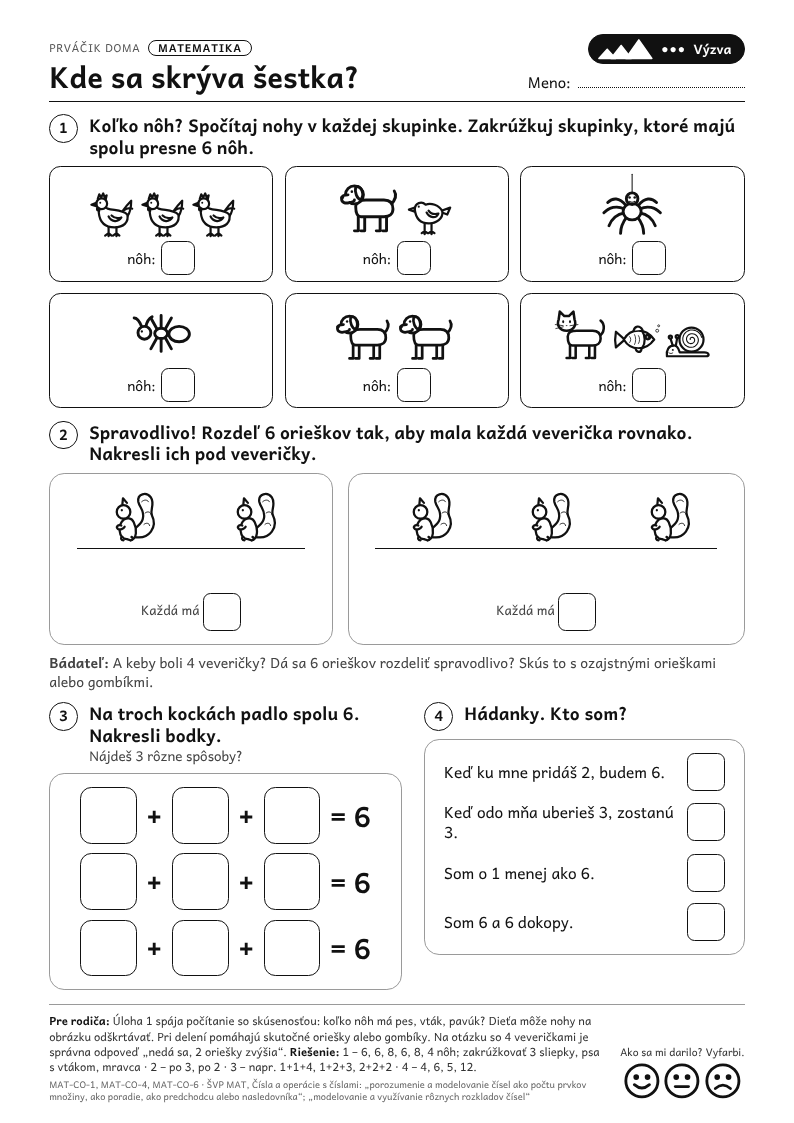 PRVÁČIK DOMA MATEMATIKA
Výzva
Kde sa skrýva šestka?
Meno:
1 Koľko nôh? Spočítaj nohy v každej skupinke. Zakrúžkuj skupinky, ktoré majú
spolu presne 6 nôh.
nôh: nôh: nôh:
nôh: nôh: nôh:
2 Spravodlivo! Rozdeľ 6 orieškov tak, aby mala každá veverička rovnako.
Nakresli ich pod veveričky.
Každá má Každá má
Bádateľ: A keby boli 4 veveričky? Dá sa 6 orieškov rozdeliť spravodlivo? Skús to s ozajstnými orieškami
alebo gombíkmi.
3 Na troch kockách padlo spolu 6.
Nakresli bodky.
Nájdeš 3 rôzne spôsoby?
+ + = 6
+ + = 6
+ + = 6
4 Hádanky. Kto som?
Keď ku mne pridáš 2, budem 6.
Keď odo mňa uberieš 3, zostanú
3.
Som o 1 menej ako 6.
Som 6 a 6 dokopy.
Pre rodiča: Úloha 1 spája počítanie so skúsenosťou: koľko nôh má pes, vták, pavúk? Dieťa môže nohy na
obrázku odškrtávať. Pri delení pomáhajú skutočné oriešky alebo gombíky. Na otázku so 4 veveričkami je
správna odpoveď „nedá sa, 2 oriešky zvýšia“. Riešenie: 1 – 6, 6, 8, 6, 8, 4 nôh; zakrúžkovať 3 sliepky, psa
s vtákom, mravca · 2 – po 3, po 2 · 3 – napr. 1+1+4, 1+2+3, 2+2+2 · 4 – 4, 6, 5, 12.
MAT-CO-1, MAT-CO-4, MAT-CO-6 · ŠVP MAT, Čísla a operácie s číslami: „porozumenie a modelovanie čísel ako počtu prvkov
množiny, ako poradie, ako predchodcu alebo nasledovníka“; „modelovanie a využívanie rôznych rozkladov čísel“
Ako sa mi darilo? Vyfarbi.